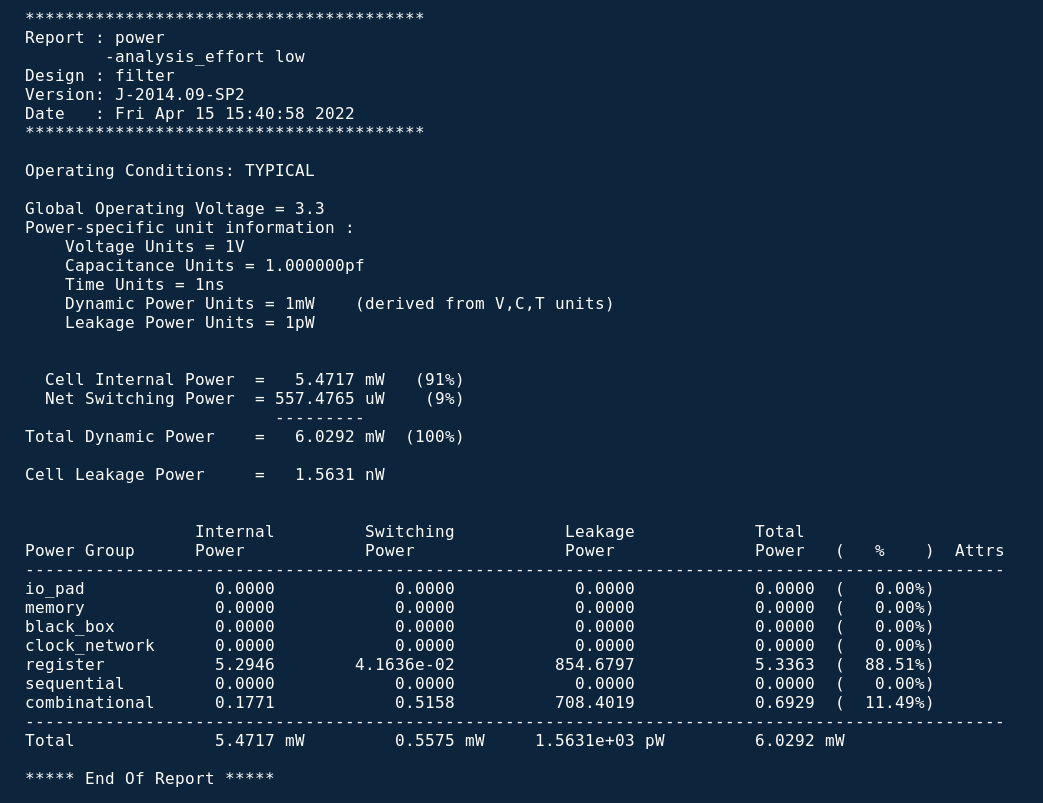 ****************************************
Report : power
        -analysis_effort low
Design : filter
Version: J-2014.09-SP2
Date   : Fri Apr 15 15:40:58 2022
****************************************

Operating Conditions: TYPICAL

Global Operating Voltage = 3.3
Power-specific unit information :
    Voltage Units = 1V
    Capacitance Units = 1.000000pf
    Time Units = 1ns
    Dynamic Power Units = 1mW    (derived from V,C,T units)
    Leakage Power Units = 1pW


  Cell Internal Power  =   5.4717 mW   (91%)
  Net Switching Power  = 557.4765 uW    (9%)
                         ---------
Total Dynamic Power    =   6.0292 mW  (100%)

Cell Leakage Power     =   1.5631 nW


                 Internal         Switching           Leakage            Total
Power Group      Power            Power               Power              Power   (   %    )  Attrs
--------------------------------------------------------------------------------------------------
io_pad             0.0000            0.0000            0.0000            0.0000  (   0.00%)
memory             0.0000            0.0000            0.0000            0.0000  (   0.00%)
black_box          0.0000            0.0000            0.0000            0.0000  (   0.00%)
clock_network      0.0000            0.0000            0.0000            0.0000  (   0.00%)
register           5.2946        4.1636e-02          854.6797            5.3363  (  88.51%)
sequential         0.0000            0.0000            0.0000            0.0000  (   0.00%)
combinational      0.1771            0.5158          708.4019            0.6929  (  11.49%)
--------------------------------------------------------------------------------------------------
Total              5.4717 mW         0.5575 mW     1.5631e+03 pW         6.0292 mW

***** End Of Report *****